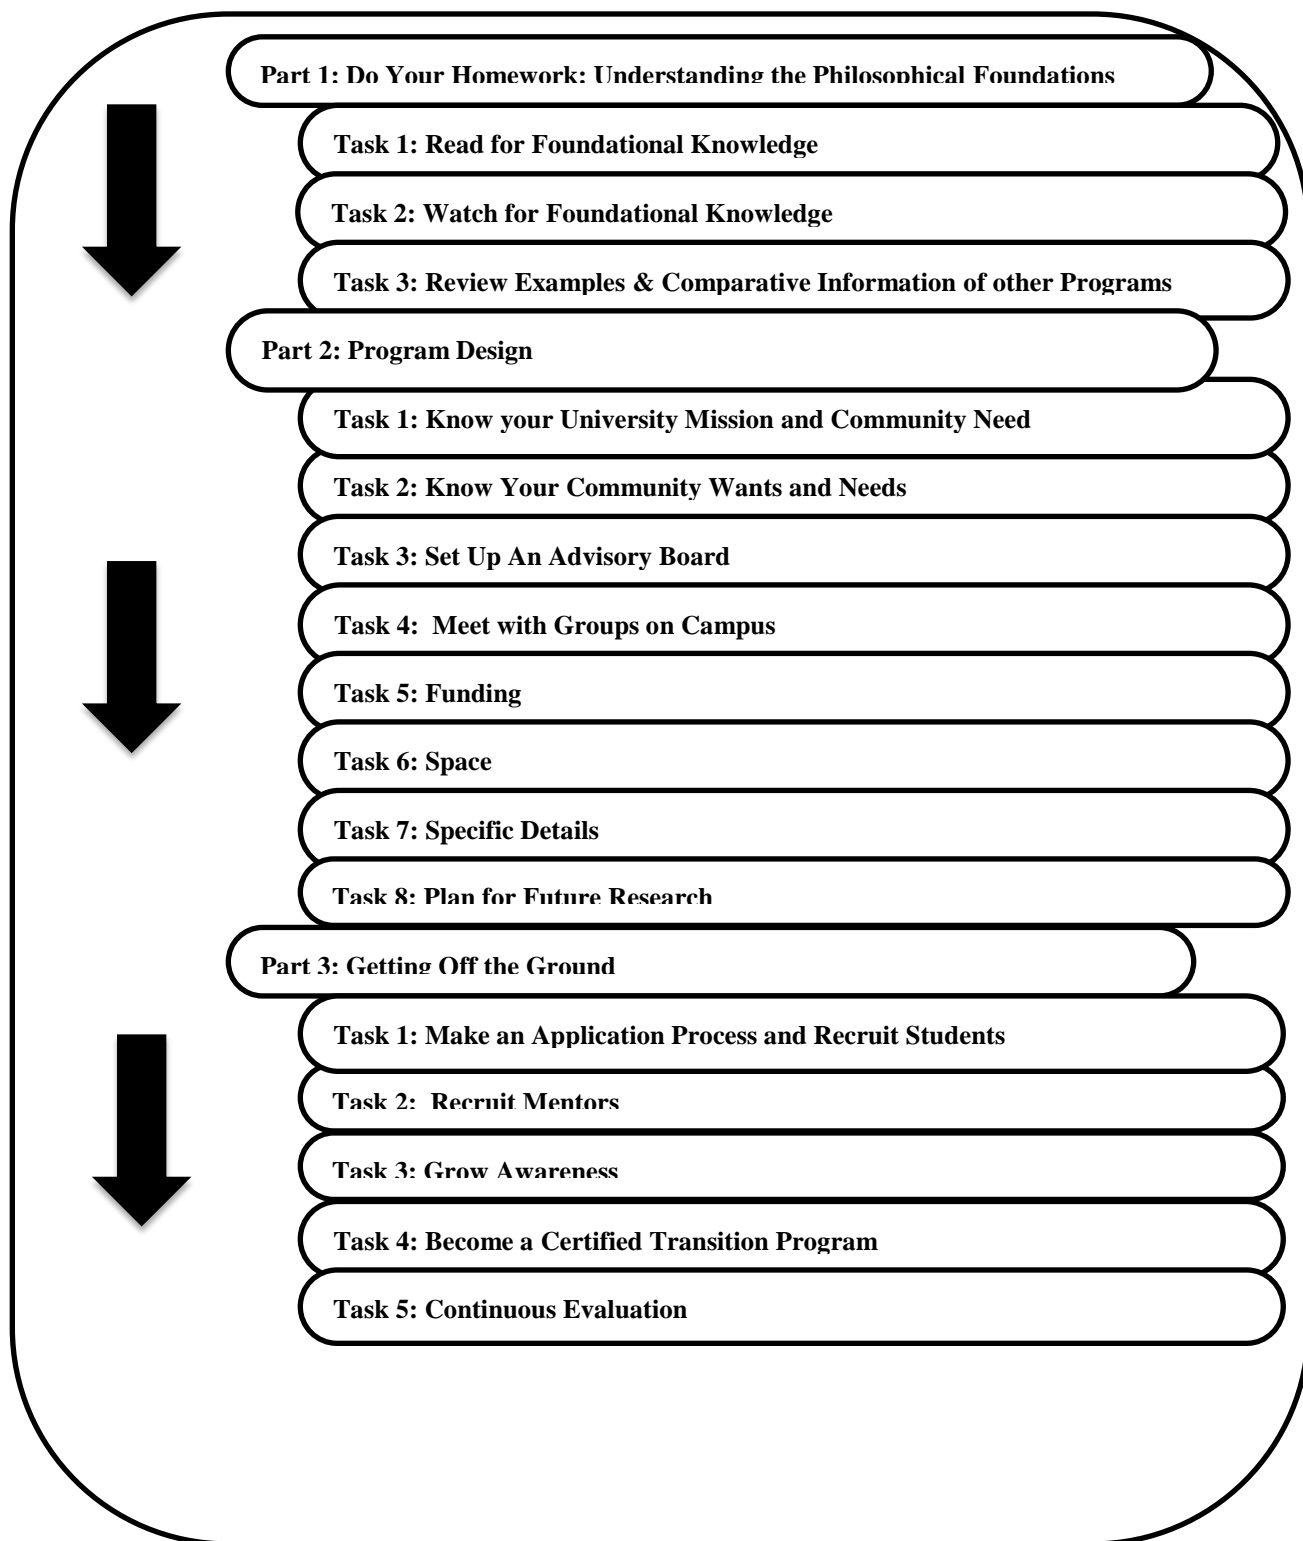 Part 1: Do Your Homework: Understanding the Philosophical Foundations
Task 1: Read for Foundational Knowledge
Task 2: Watch for Foundational Knowledge
Task 3: Review Examples & Comparative Information of other Programs
Part 2: Program Design
Task 1: Know your University Mission and Community Need
Task 2: Know Your Community Wants and Needs
Task 3: Set Up An Advisory Board
Task 4:  Meet with Groups on Campus
Task 5: Funding
Task 6: Space
Task 7: Specific Details
Task 8: Plan for Future Research
Part 3: Getting Off the Ground
Task 1: Make an Application Process and Recruit Students
Task 2:  Recruit Mentors
Task 3: Grow Awareness
Task 4: Become a Certified Transition Program
Task 5: Continuous Evaluation